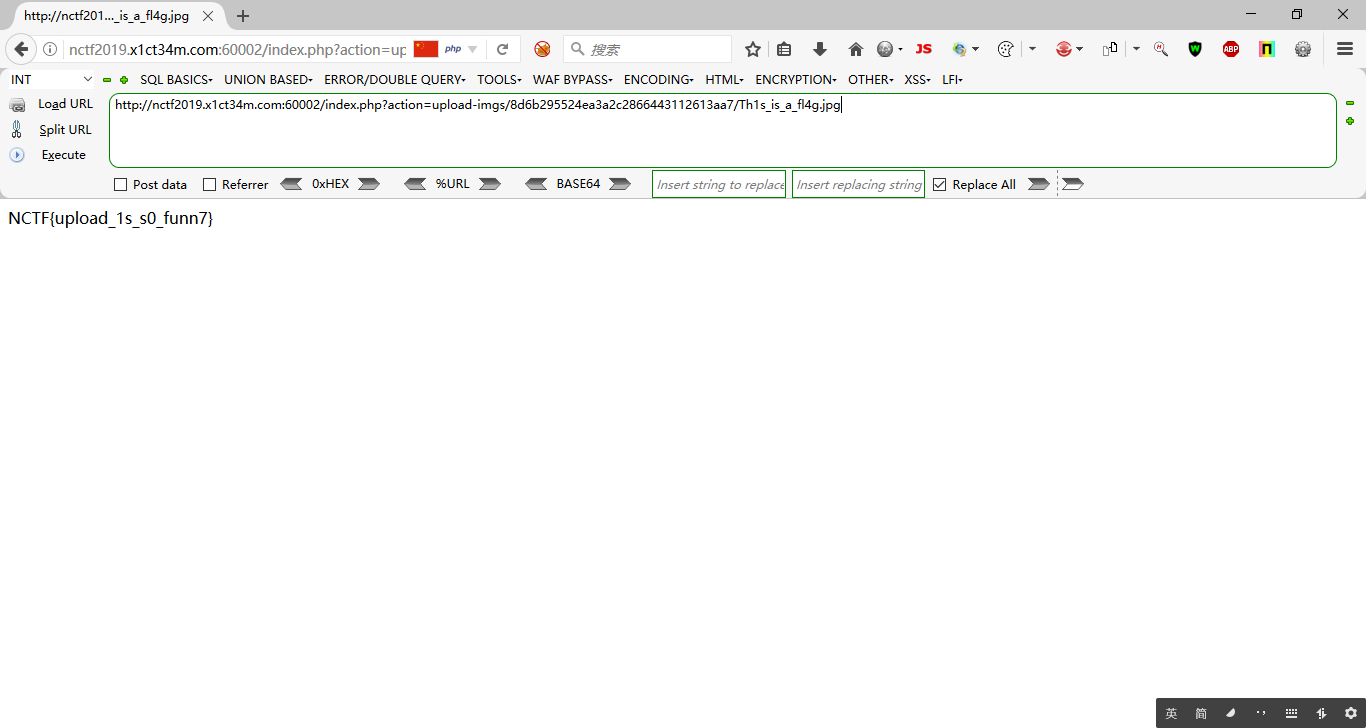 http://nctf201..._is_a_fl4g.jpg
nctf2019.x1ct34m.com:60002/index.php?action=up php 搜索 JS ABP
INT SQL BASICS UNION BASED ERROR/DOUBLE QUERY TOOLS WAF BYPASS ENCODING HTML ENCRYPTION OTHER XSS LFI
Load URL http://nctf2019.x1ct34m.com:60002/index.php?action=upload-imgs/8d6b295524ea3a2c2866443112613aa7/Th1s_is_a_fl4g.jpg
Split URL
Execute
Post data Referrer 0xHEX %URL BASE64 Insert string to replace Insert replacing string Replace All
NCTF{upload_1s_s0_funn7}
英 简